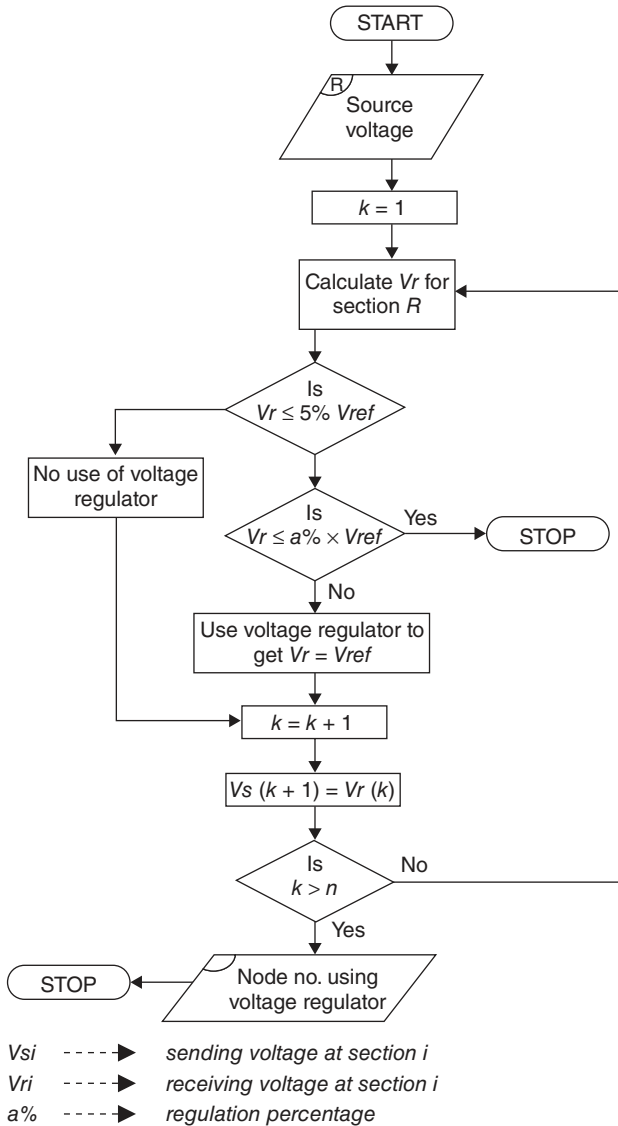 START
R
Source
voltage
k = 1
Calculate Vr for
section R
Is
Vr ≤ 5% Vref
No use of voltage
regulator
Is
Vr ≤ a% × Vref
Yes
STOP
No
Use voltage regulator to
get Vr = Vref
k = k + 1
Vs (k + 1) = Vr (k)
Is
k > n
No
Yes
Node no. using
voltage regulator
STOP
Vsi sending voltage at section i
Vri receiving voltage at section i
a% regulation percentage